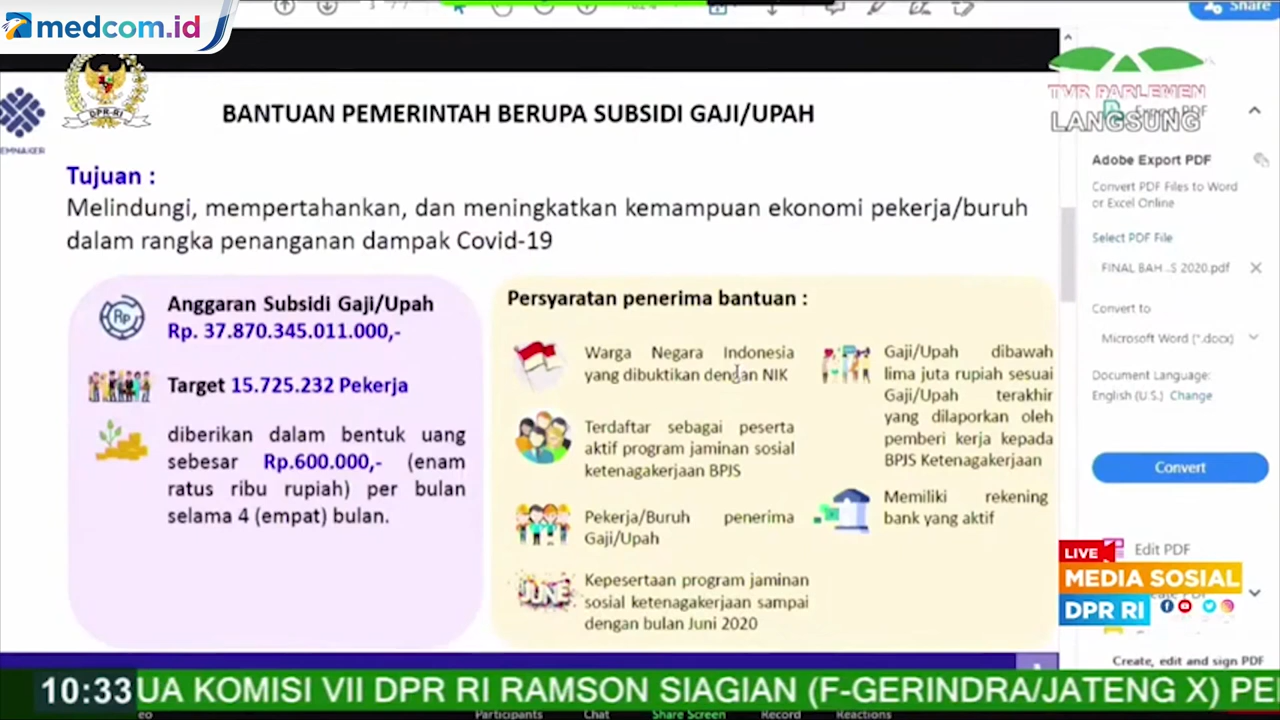 medcom.id
Share
DPR-RI
TVR PARLEMEN
LANGSUNG
Export PDF
BANTUAN PEMERINTAH BERUPA SUBSIDI GAJI/UPAH
Tujuan :
Melindungi, mempertahankan, dan meningkatkan kemampuan ekonomi pekerja/buruh
dalam rangka penanganan dampak Covid-19
Anggaran Subsidi Gaji/Upah
Rp. 37.870.345.011.000,-
Rp
Target 15.725.232 Pekerja
diberikan dalam bentuk uang
sebesar Rp.600.000,- (enam
ratus ribu rupiah) per bulan
selama 4 (empat) bulan.
Persyaratan penerima bantuan :
Warga Negara Indonesia
yang dibuktikan dengan NIK
Terdaftar sebagai peserta
aktif program jaminan sosial
ketenagakerjaan BPJS
Pekerja/Buruh penerima
Gaji/Upah
JUNE
Kepesertaan program jaminan
sosial ketenagakerjaan sampai
dengan bulan Juni 2020
Gaji/Upah dibawah
lima juta rupiah sesuai
Gaji/Upah terakhir
yang dilaporkan oleh
pemberi kerja kepada
BPJS Ketenagakerjaan
Memiliki rekening
bank yang aktif
Adobe Export PDF
Convert PDF Files to Word
or Excel Online
Select PDF File
FINAL BAH ..S 2020.pdf
Convert to
Microsoft Word (*.docx)
Document Language:
English (U.S.) Change
Convert
Edit PDF
LIVE
MEDIA SOSIAL
DPR RI
Create, edit and sign PDF
10:33 UA KOMISI VII DPR RI RAMSON SIAGIAN (F-GERINDRA/JATENG X) PE
Participants Chat Share Screen Record Reactions